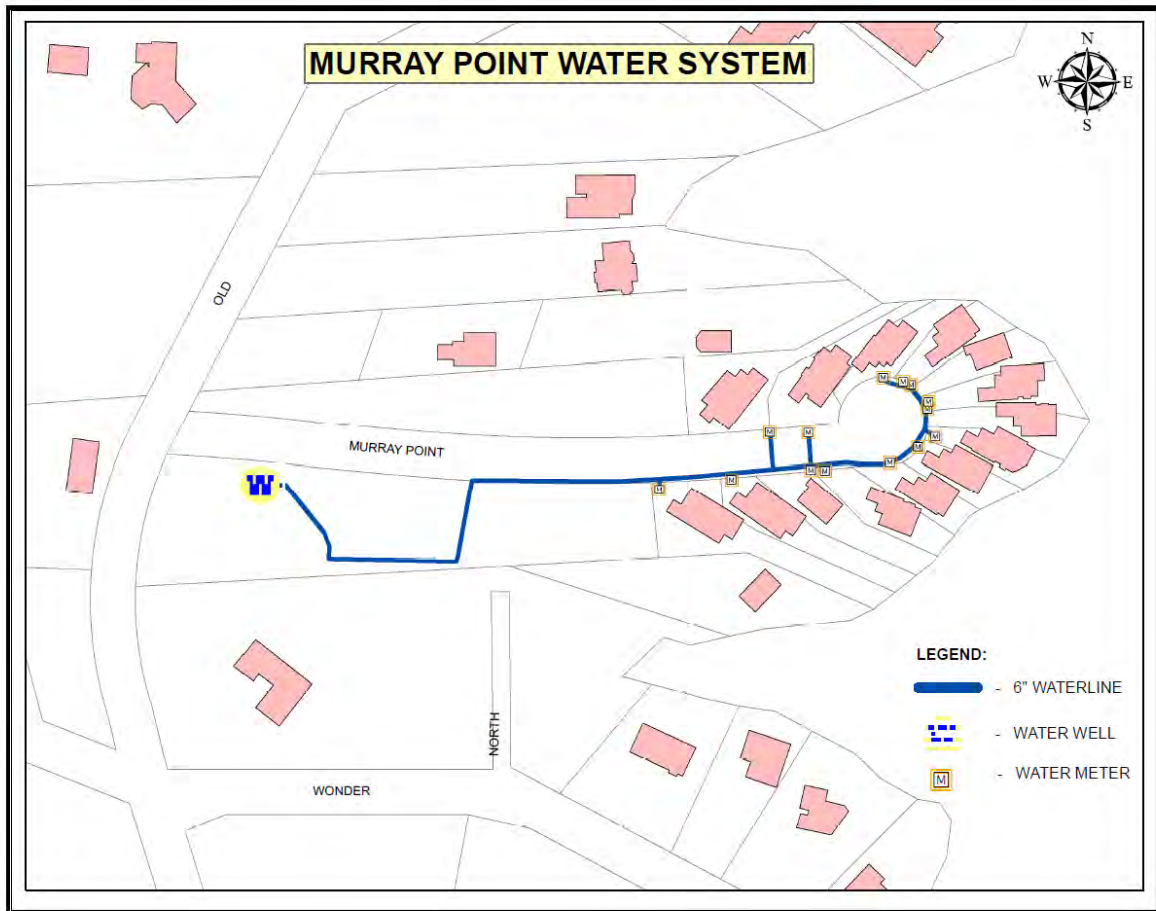 MURRAY POINT WATER SYSTEM
N
W E
S
OLD
MURRAY POINT
W
M
M
M
M
M
M
M
M
M
M
M
M
M
M
NORTH
WONDER
LEGEND:
- 6" WATERLINE
- WATER WELL
M - WATER METER